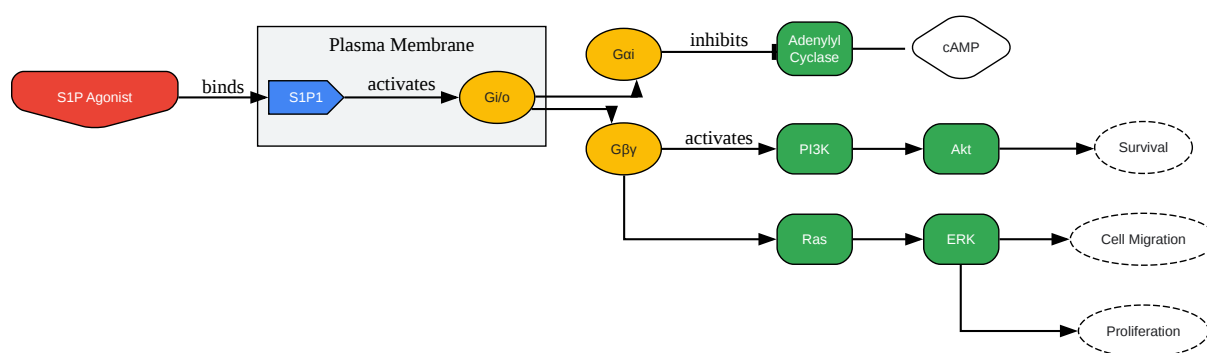 Plasma Membrane
S1P Agonist
binds
S1P1
activates
Gi/o
Gαi
inhibits
Adenylyl
Cyclase
cAMP
Gβγ
activates
PI3K
Akt
Survival
Ras
ERK
Cell Migration
Proliferation